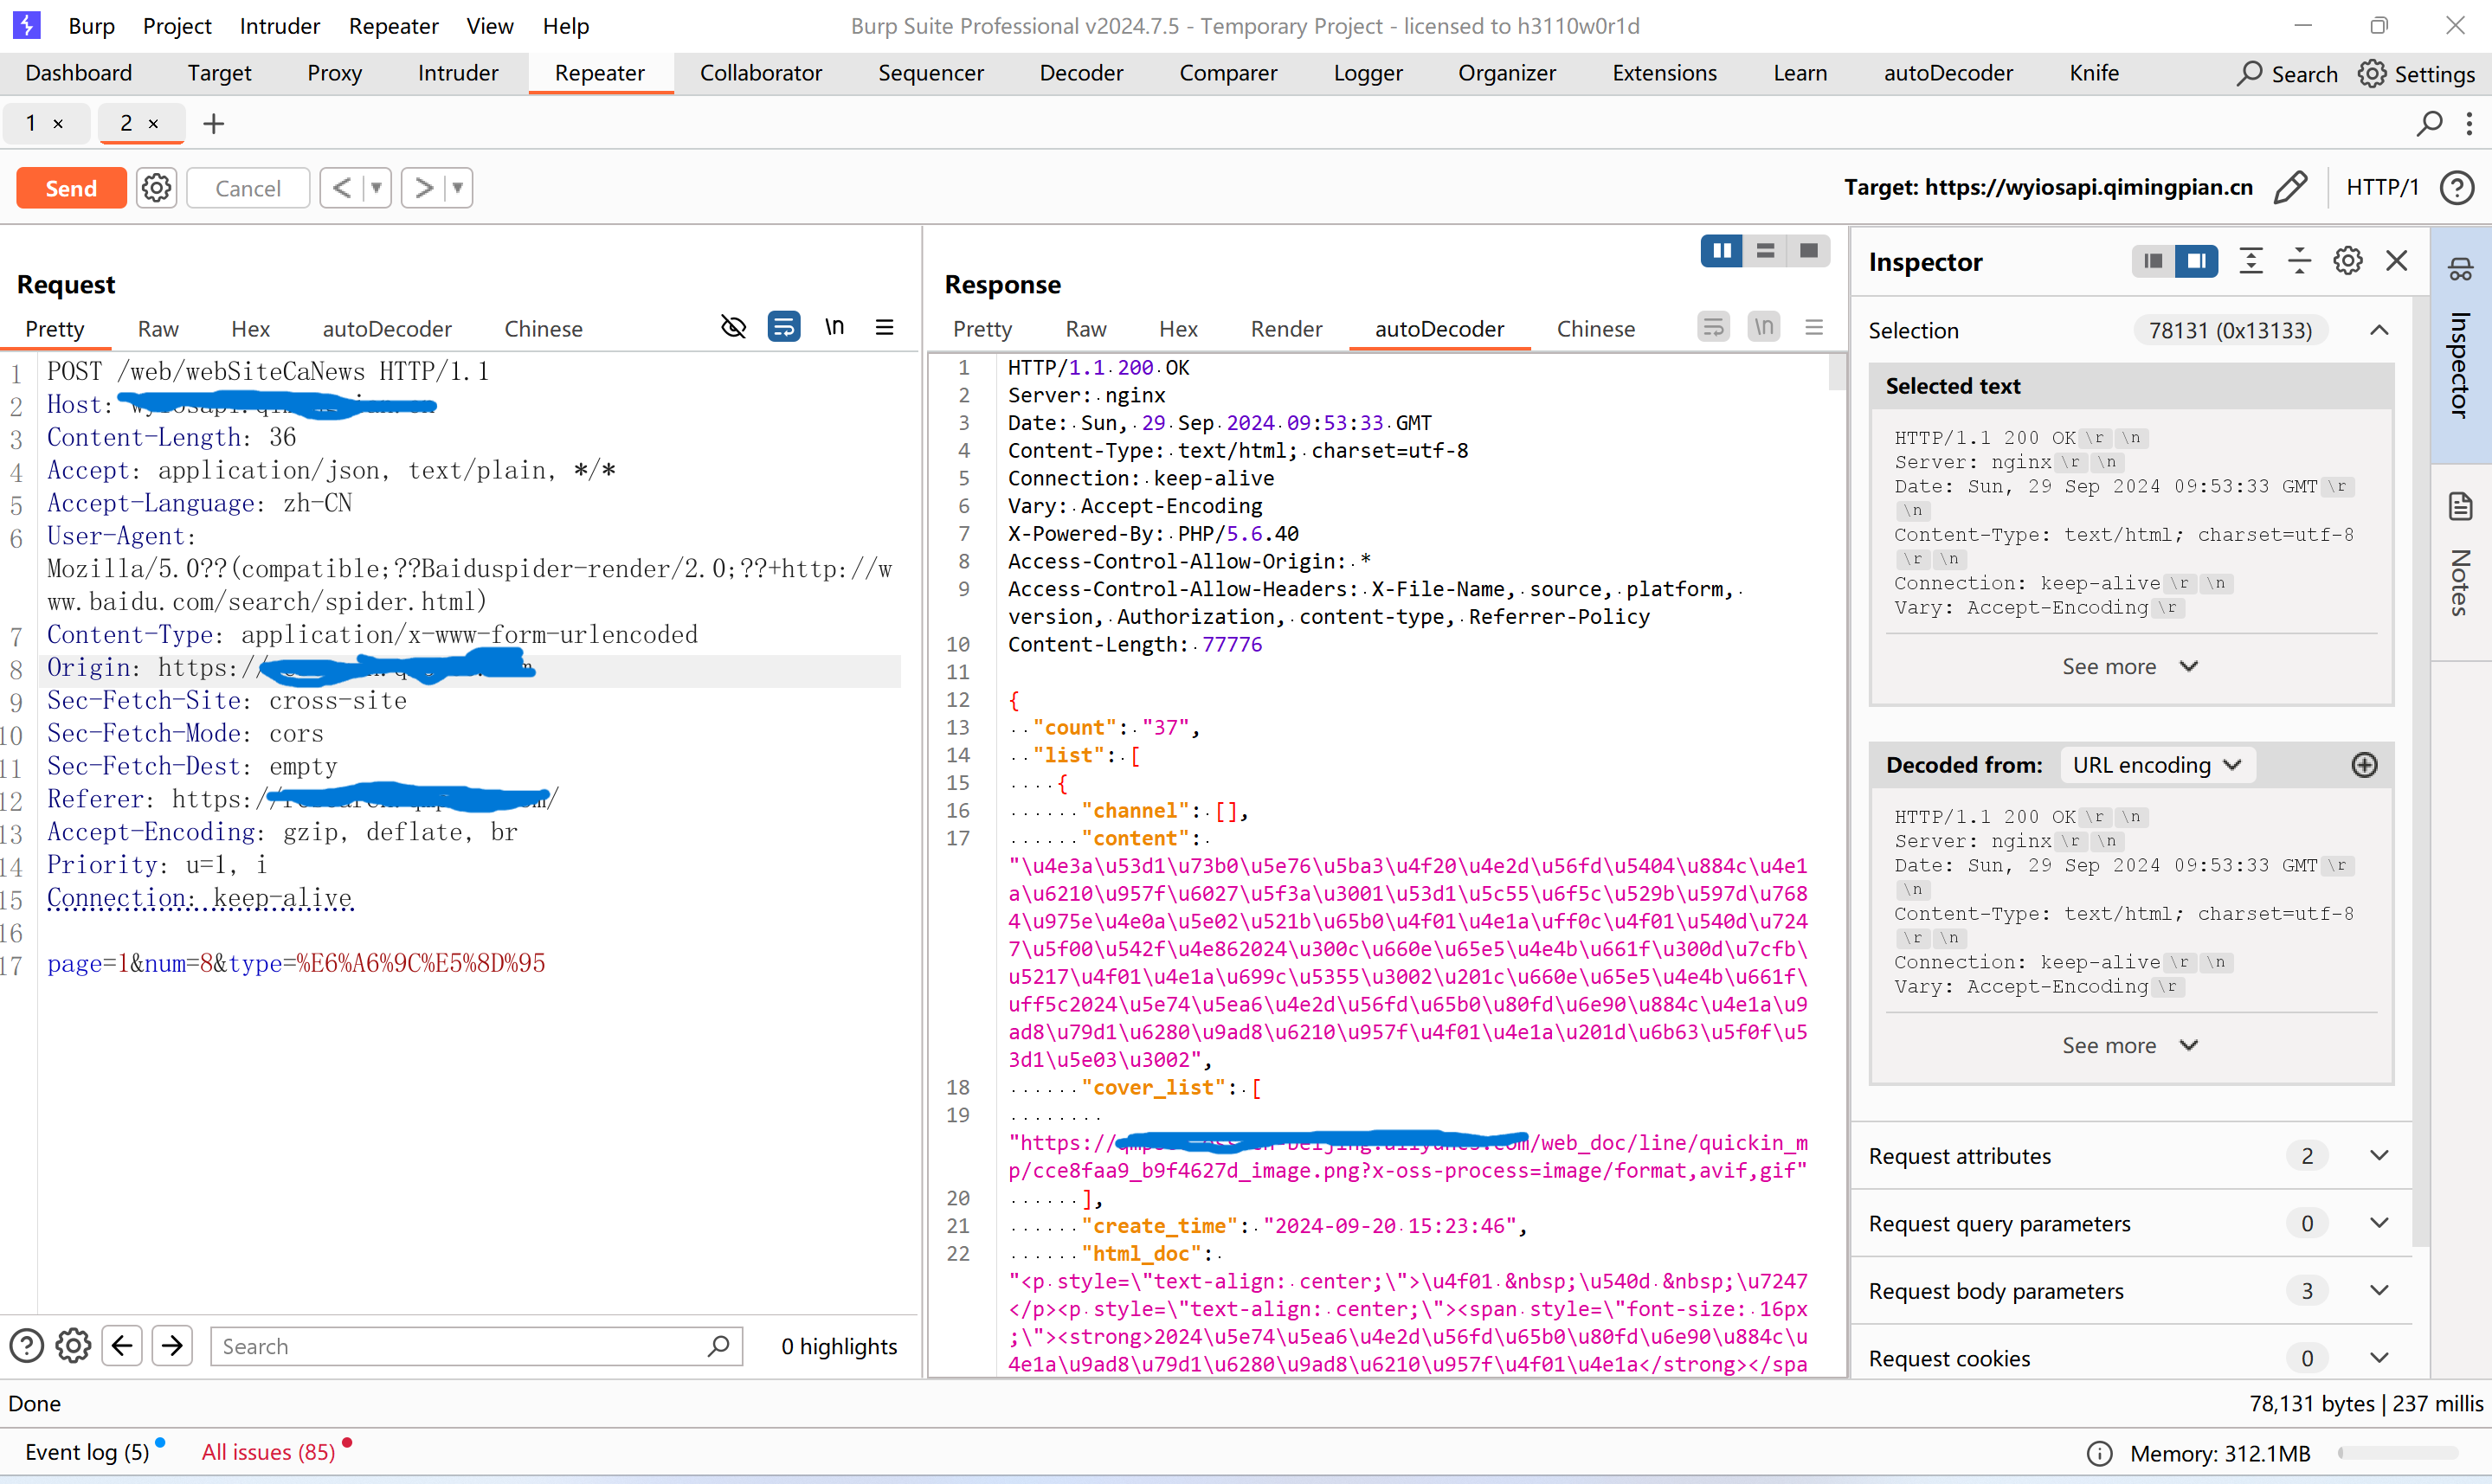 Burp Project Intruder Repeater View Help Burp Suite Professional v2024.7.5 - Temporary Project - licensed to h3110w0r1d
Dashboard Target Proxy Intruder Repeater Collaborator Sequencer Decoder Comparer Logger Organizer Extensions Learn autoDecoder Knife Search Settings
1 × 2 × +
Send Cancel < > Target: https://wyiosapi.qimingpian.cn HTTP/1
Request
Pretty Raw Hex autoDecoder Chinese \n
1 POST /web/webSiteCaNews HTTP/1.1
2 Host:
3 Content-Length: 36
4 Accept: application/json, text/plain, */*
5 Accept-Language: zh-CN
6 User-Agent:
Mozilla/5.0??(compatible;??Baiduspider-render/2.0;??+http://w
ww.baidu.com/search/spider.html)
7 Content-Type: application/x-www-form-urlencoded
8 Origin: https://
9 Sec-Fetch-Site: cross-site
10 Sec-Fetch-Mode: cors
11 Sec-Fetch-Dest: empty
12 Referer: https://
13 Accept-Encoding: gzip, deflate, br
14 Priority: u=1, i
15 Connection: keep-alive
16
17 page=1&num=8&type=%E6%A6%9C%E5%8D%95
Search 0 highlights
Response
Pretty Raw Hex Render autoDecoder Chinese \n
1 HTTP/1.1 200 OK
2 Server: nginx
3 Date: Sun, 29 Sep 2024 09:53:33 GMT
4 Content-Type: text/html; charset=utf-8
5 Connection: keep-alive
6 Vary: Accept-Encoding
7 X-Powered-By: PHP/5.6.40
8 Access-Control-Allow-Origin: *
9 Access-Control-Allow-Headers: X-File-Name, source, platform,
version, Authorization, content-type, Referrer-Policy
10 Content-Length: 77776
11
12 {
13 "count": "37",
14 "list": [
15 {
16 "channel": [],
17 "content":
"\u4e3a\u53d1\u73b0\u5e76\u5ba3\u4f20\u4e2d\u56fd\u5404\u884c\u4e1
a\u6210\u957f\u6027\u5f3a\u3001\u53d1\u5c55\u6f5c\u529b\u597d\u768
4\u975e\u4e0a\u5e02\u521b\u65b0\u4f01\u4e1a\uff0c\u4f01\u540d\u724
7\u5f00\u542f\u4e862024\u300c\u660e\u65e5\u4e4b\u661f\u300d\u7cfb\
u5217\u4f01\u4e1a\u699c\u5355\u3002\u201c\u660e\u65e5\u4e4b\u661f\
uff5c2024\u5e74\u5ea6\u4e2d\u56fd\u65b0\u80fd\u6e90\u884c\u4e1a\u9
ad8\u79d1\u6280\u9ad8\u6210\u957f\u4f01\u4e1a\u201d\u6b63\u5f0f\u5
3d1\u5e03\u3002",
18 "cover_list": [
19
"https:// /web_doc/line/quickin_m
p/cce8faa9_b9f4627d_image.png?x-oss-process=image/format,avif,gif"
20 ],
21 "create_time": "2024-09-20 15:23:46",
22 "html_doc":
"<p style=\"text-align: center;\">\u4f01 &nbsp;\u540d &nbsp;\u7247
</p><p style=\"text-align: center;\"><span style=\"font-size: 16px
;\"><strong>2024\u5e74\u5ea6\u4e2d\u56fd\u65b0\u80fd\u6e90\u884c\u
4e1a\u9ad8\u79d1\u6280\u9ad8\u6210\u957f\u4f01\u4e1a</strong></spa
Inspector
Selection 78131 (0x13133)
Selected text
HTTP/1.1 200 OK \r \n
Server: nginx \r \n
Date: Sun, 29 Sep 2024 09:53:33 GMT \r
\n
Content-Type: text/html; charset=utf-8
\r \n
Connection: keep-alive \r \n
Vary: Accept-Encoding \r
See more
Decoded from: URL encoding
HTTP/1.1 200 OK \r \n
Server: nginx \r \n
Date: Sun, 29 Sep 2024 09:53:33 GMT \r
\n
Content-Type: text/html; charset=utf-8
\r \n
Connection: keep-alive \r \n
Vary: Accept-Encoding \r
See more
Request attributes 2
Request query parameters 0
Request body parameters 3
Request cookies 0
Inspector
Notes
Done 78,131 bytes | 237 millis
Event log (5) All issues (85) Memory: 312.1MB